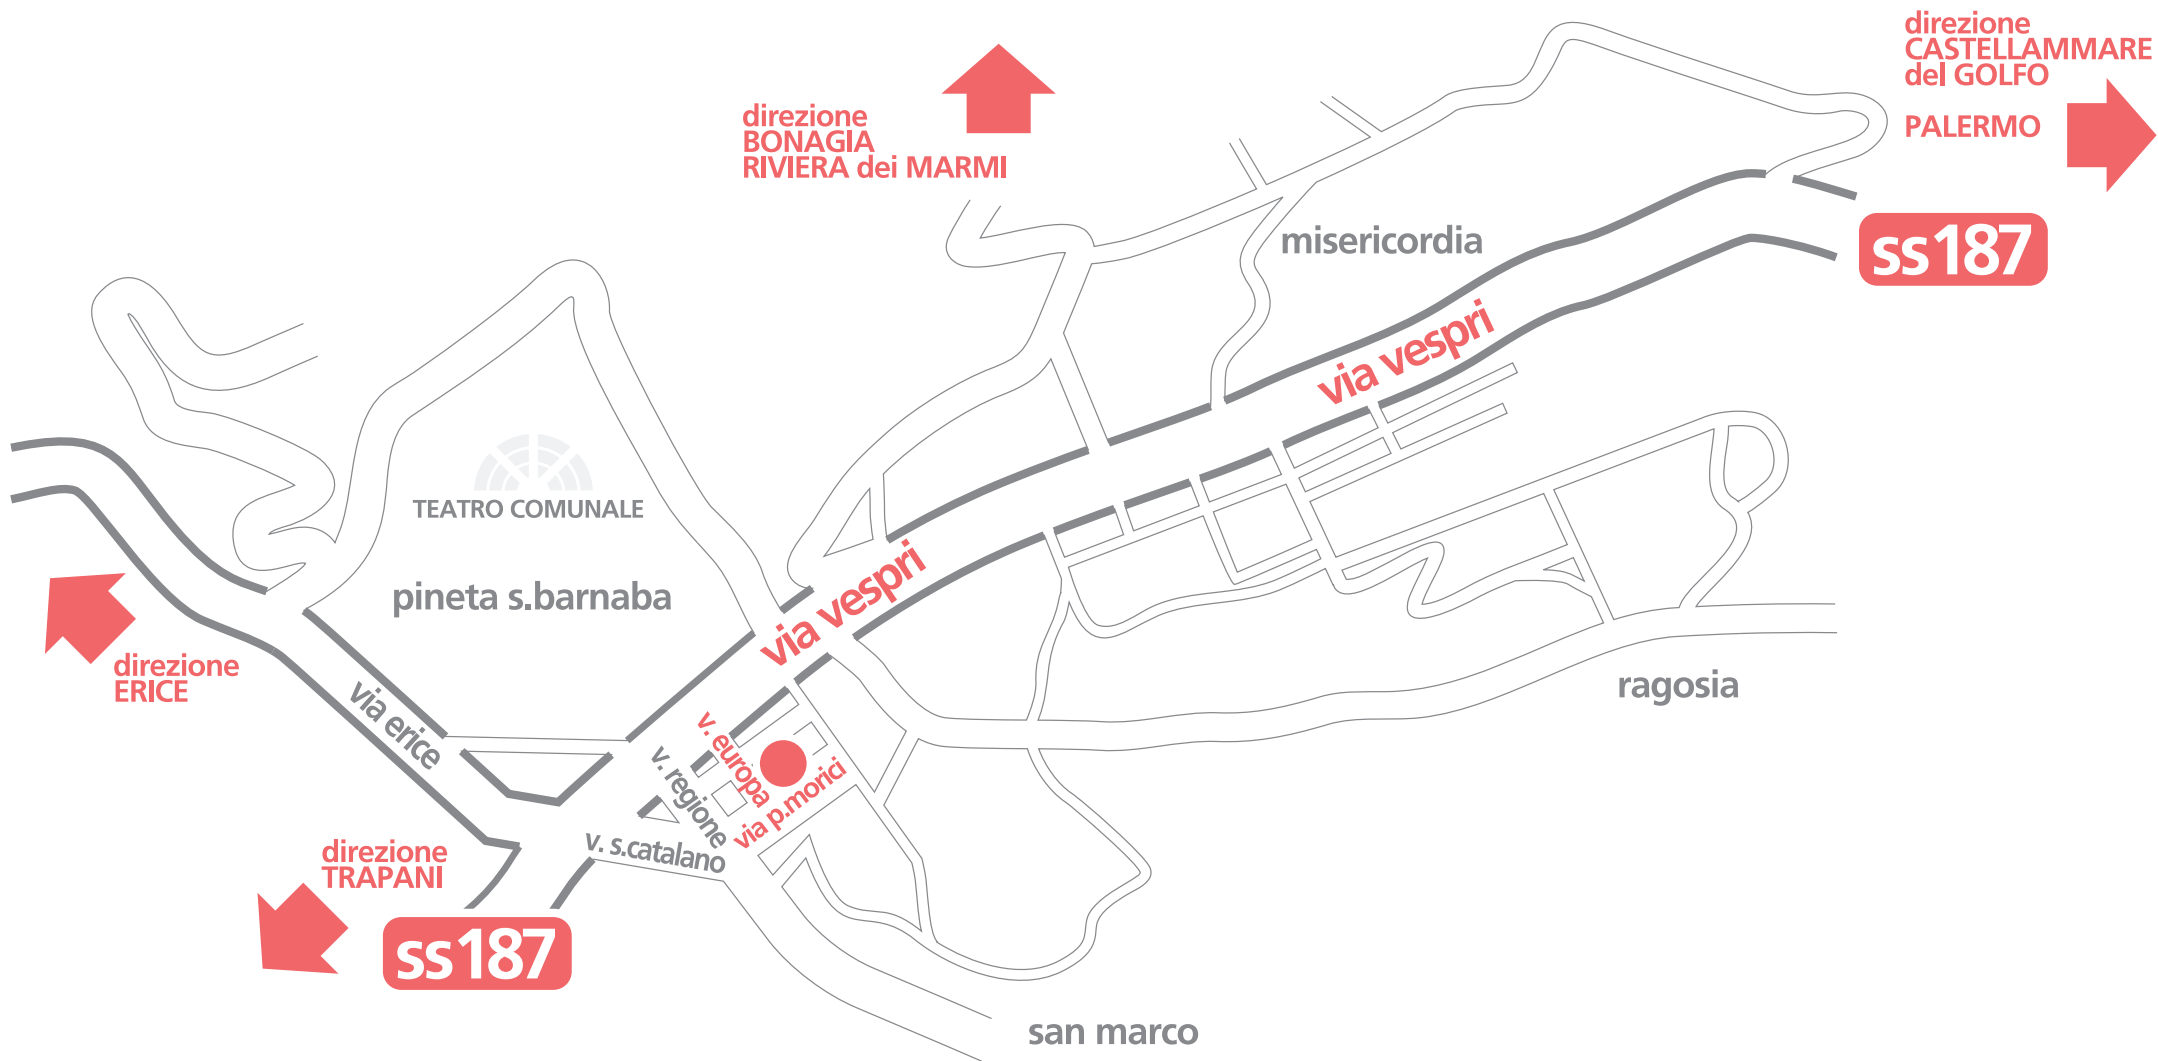 direzione
CASTELLAMMARE
del GOLFO
PALERMO
direzione
BONAGIA
RIVIERA dei MARMI
misericordia
ss187
via vespri
TEATRO COMUNALE
pineta s.barnaba
via vespri
direzione
ERICE
via erice
ragosia
v. europa
v. regione
via p.morici
v. s.catalano
direzione
TRAPANI
ss187
san marco